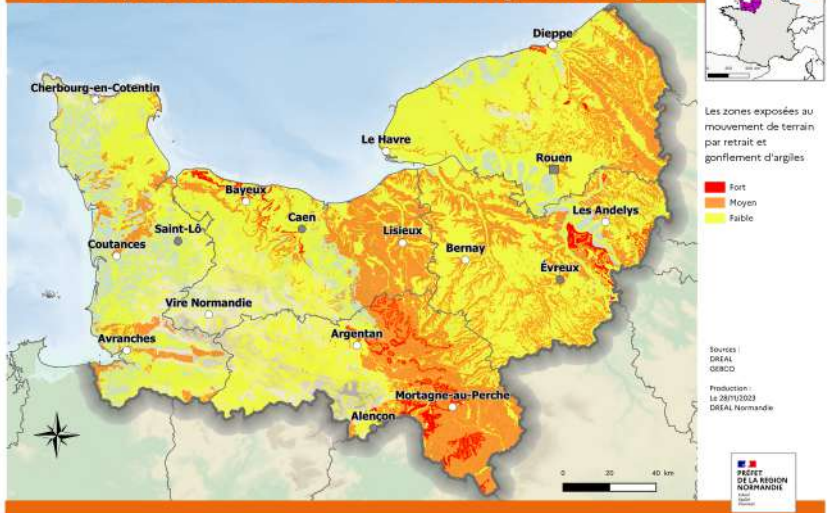 Dieppe
Cherbourg-en-Cotentin
Le Havre
Rouen
Bayeux
Caen
Les Andelys
Saint-Lô
Lisieux
Coutances
Bernay
Évreux
Vire Normandie
Avranches
Argentan
Mortagne-au-Perche
Alençon
0 20 40 km
Les zones exposées au
mouvement de terrain
par retrait et
gonflement d'argiles
Fort
Moyen
Faible
Sources :
DREAL
GEBCO
Production :
Le 28/11/2023
DREAL Normandie
PRÉFET
DE LA RÉGION
NORMANDIE